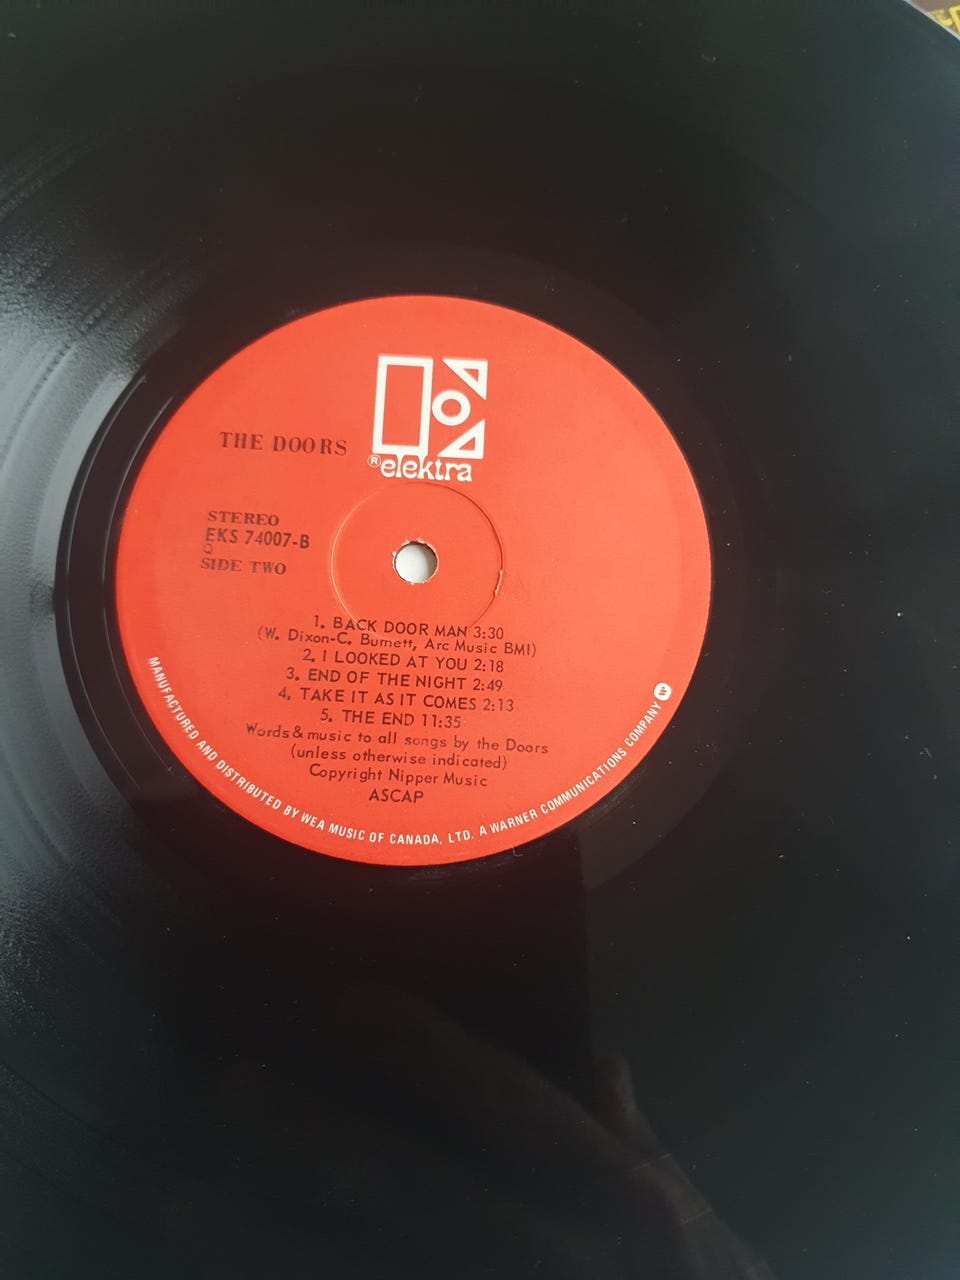 THE DOORS
® elektra
STEREO
EKS 74007-B
Q
SIDE TWO
1. BACK DOOR MAN 3:30
(W. Dixon-C. Burnett, Arc Music BMI)
2. I LOOKED AT YOU 2:18
3. END OF THE NIGHT 2:49
4. TAKE IT AS IT COMES 2:13
5. THE END 11:35
Words & music to all songs by the Doors
(unless otherwise indicated)
Copyright Nipper Music
ASCAP
MANUFACTURED AND DISTRIBUTED BY WEA MUSIC OF CANADA, LTD. A WARNER COMMUNICATIONS COMPANY